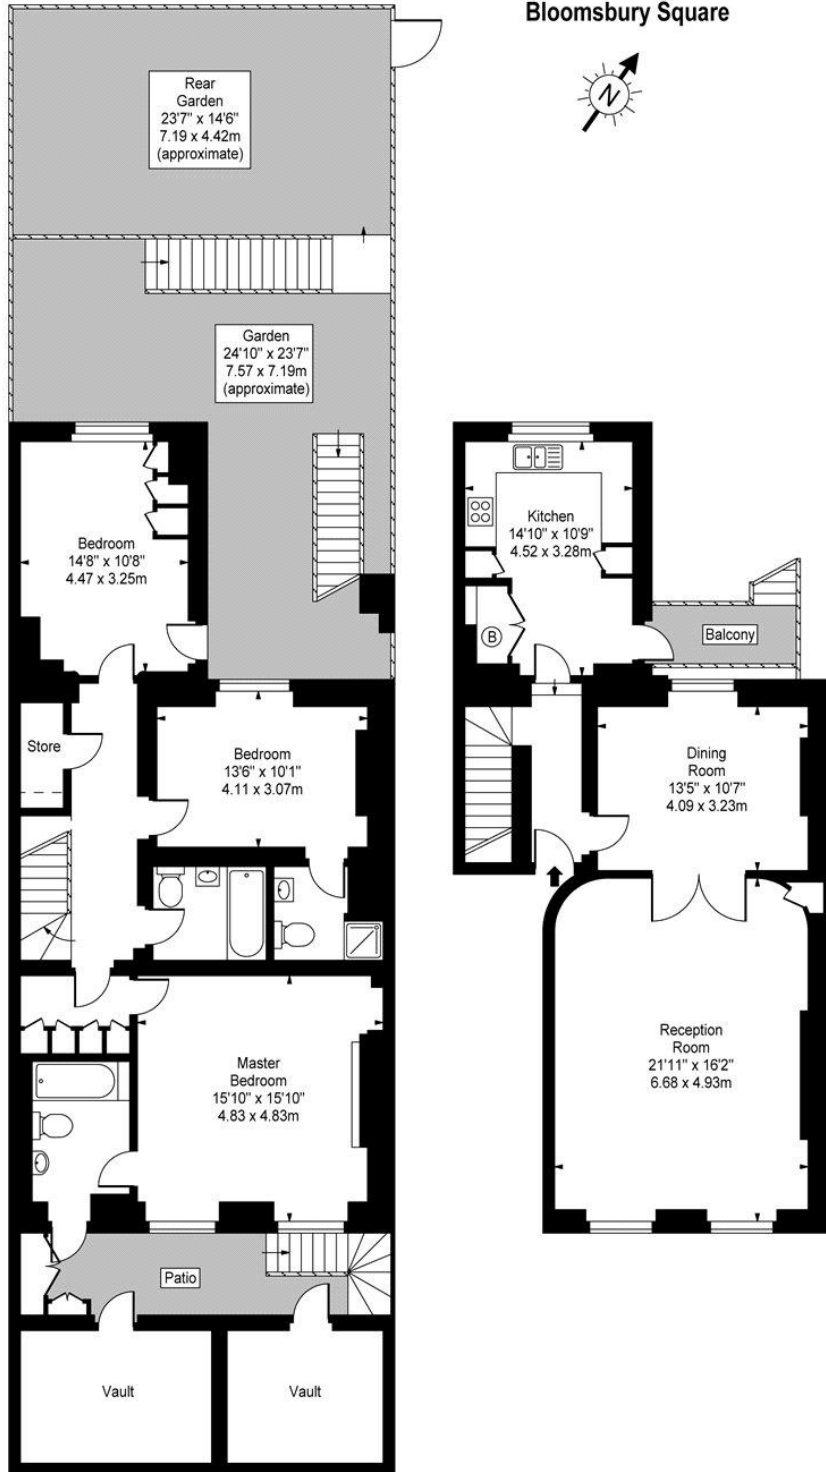 Bloomsbury Square
N
Rear
Garden
23'7" x 14'6"
7.19 x 4.42m
(approximate)
Garden
24'10" x 23'7"
7.57 x 7.19m
(approximate)
Bedroom
14'8" x 10'8"
4.47 x 3.25m
Kitchen
14'10" x 10'9"
4.52 x 3.28m
B
Balcony
Store
Bedroom
13'6" x 10'1"
4.11 x 3.07m
Dining
Room
13'5" x 10'7"
4.09 x 3.23m
Master
Bedroom
15'10" x 15'10"
4.83 x 4.83m
Reception
Room
21'11" x 16'2"
6.68 x 4.93m
Patio
Vault
Vault